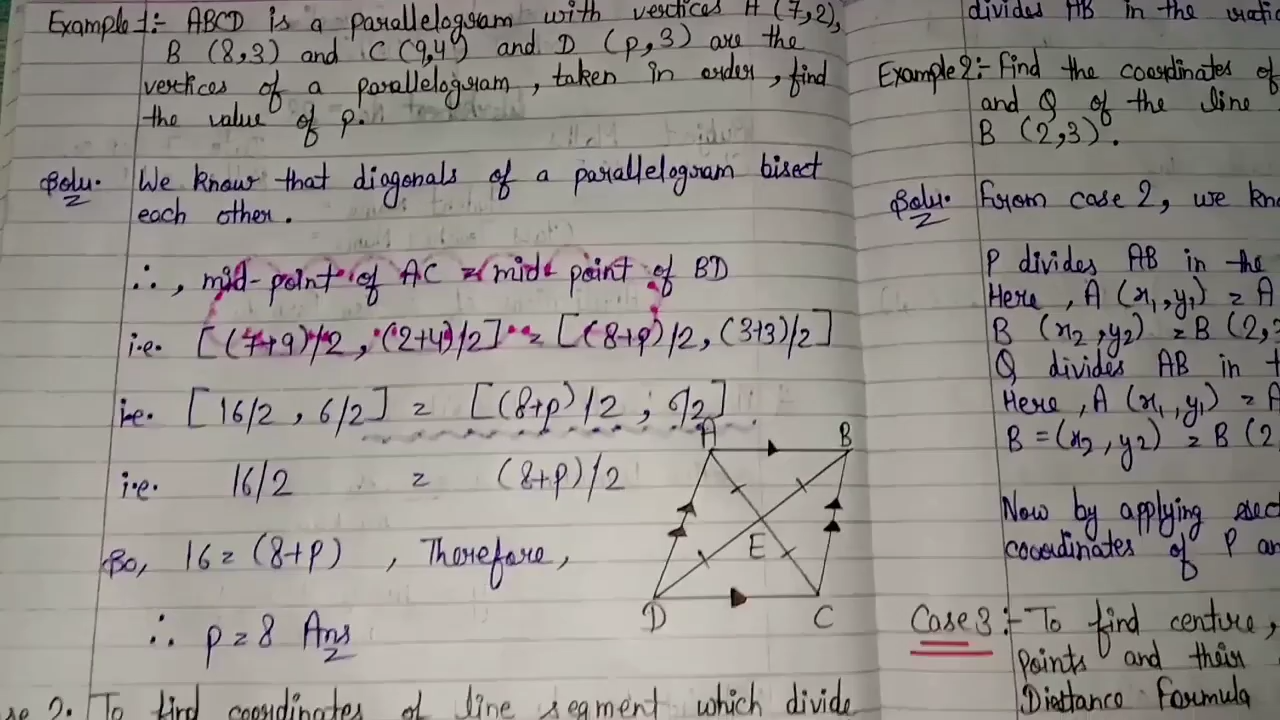 Example 1:- ABCD is a parallelogram with vertices A (7,2),
B (8,3) and C (9,4) and D (p,3) are the
vertices of a parallelogram, taken in order, find
the value of p.
Solu. We know that diagonals of a parallelogram bisect
each other.
∴, mid-point of AC = mid point of BD
i.e. [(7+9)/2, (2+4)/2] = [(8+p)/2, (3+3)/2]
i.e. [16/2, 6/2] = [(8+p)/2, 6/2]
i.e. 16/2 = (8+p)/2
So, 16 = (8+p), Therefore,
∴ p = 8 Ans
A B
E
D C
2. To find coordinates of line segment which divide
divides AB in the
Example 2:- Find the coordinates of
and Q of the line
B (2,3).
Solu. From case 2, we
P divides AB in the
Here, A (x₁,y₁) = A
B (x₂,y₂) = B (2,
Q divides AB in
Here, A (x₁,y₁) = A
B = (x₂,y₂) = B (2
Now by applying
cocordinates of P
Case 3:- To find centure,
points and their
Distance Formula